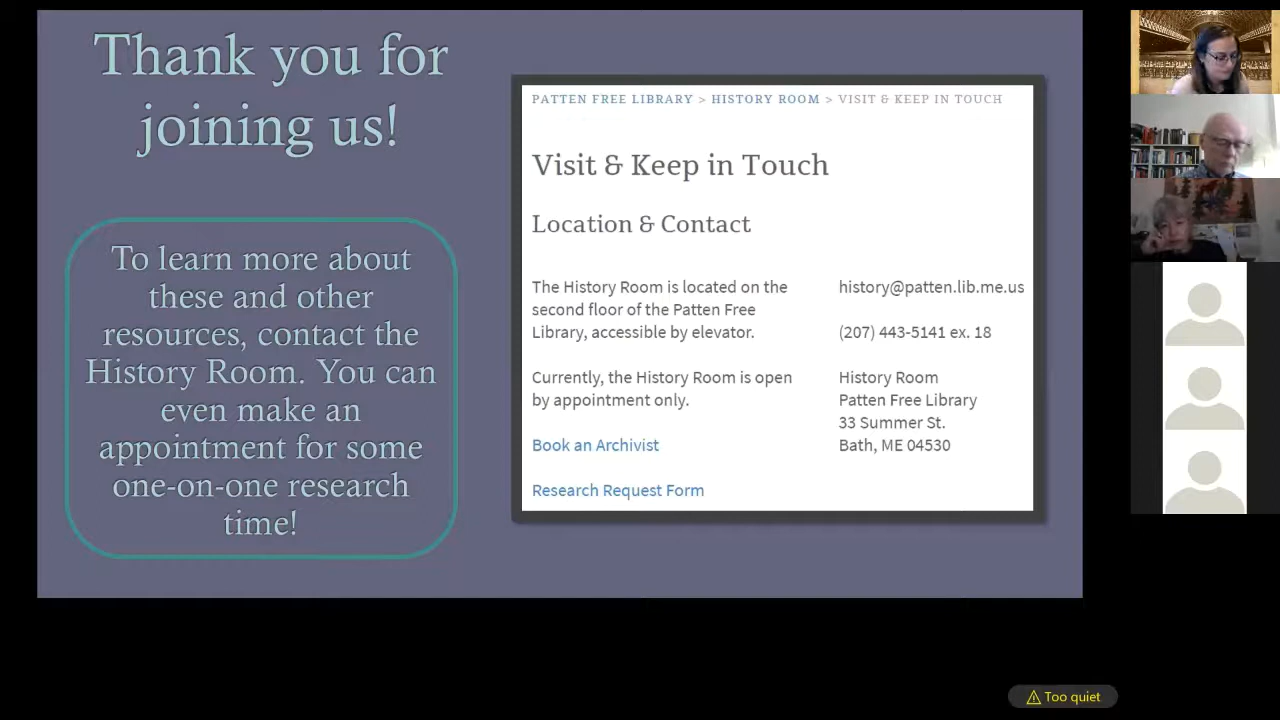 Thank you for
joining us!
To learn more about
these and other
resources, contact the
History Room. You can
even make an
appointment for some
one-on-one research
time!
PATTEN FREE LIBRARY > HISTORY ROOM > VISIT & KEEP IN TOUCH
Visit & Keep in Touch
Location & Contact
The History Room is located on the
second floor of the Patten Free
Library, accessible by elevator.
Currently, the History Room is open
by appointment only.
Book an Archivist
Research Request Form
history@patten.lib.me.us
(207) 443-5141 ex. 18
History Room
Patten Free Library
33 Summer St.
Bath, ME 04530
Too quiet